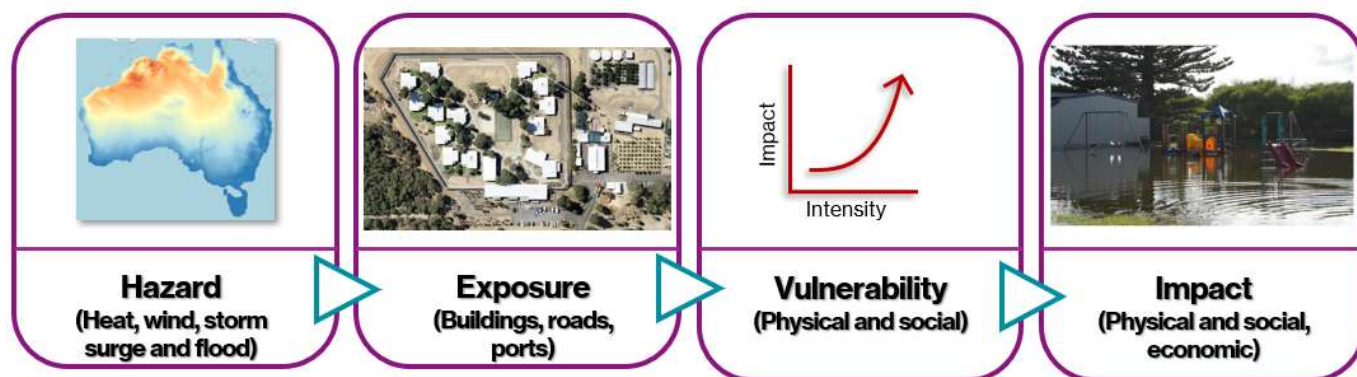 Hazard
(Heat, wind, storm
surge and flood)
Exposure
(Buildings, roads,
ports)
Impact
Intensity
Vulnerability
(Physical and social)
Impact
(Physical and social,
economic)